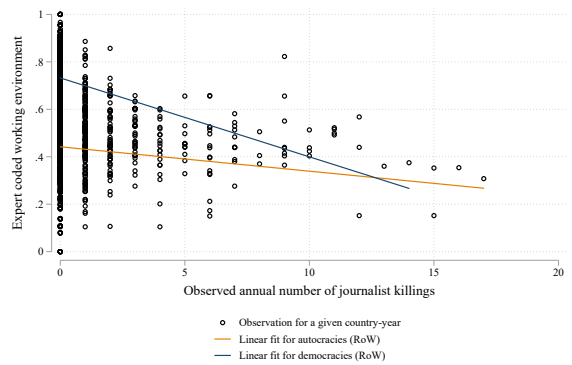 Expert coded working environment
1
.8
.6
.4
.2
0
0
5
10
15
20
Observed annual number of journalist killings
Observation for a given country-year
Linear fit for autocracies (RoW)
Linear fit for democracies (RoW)